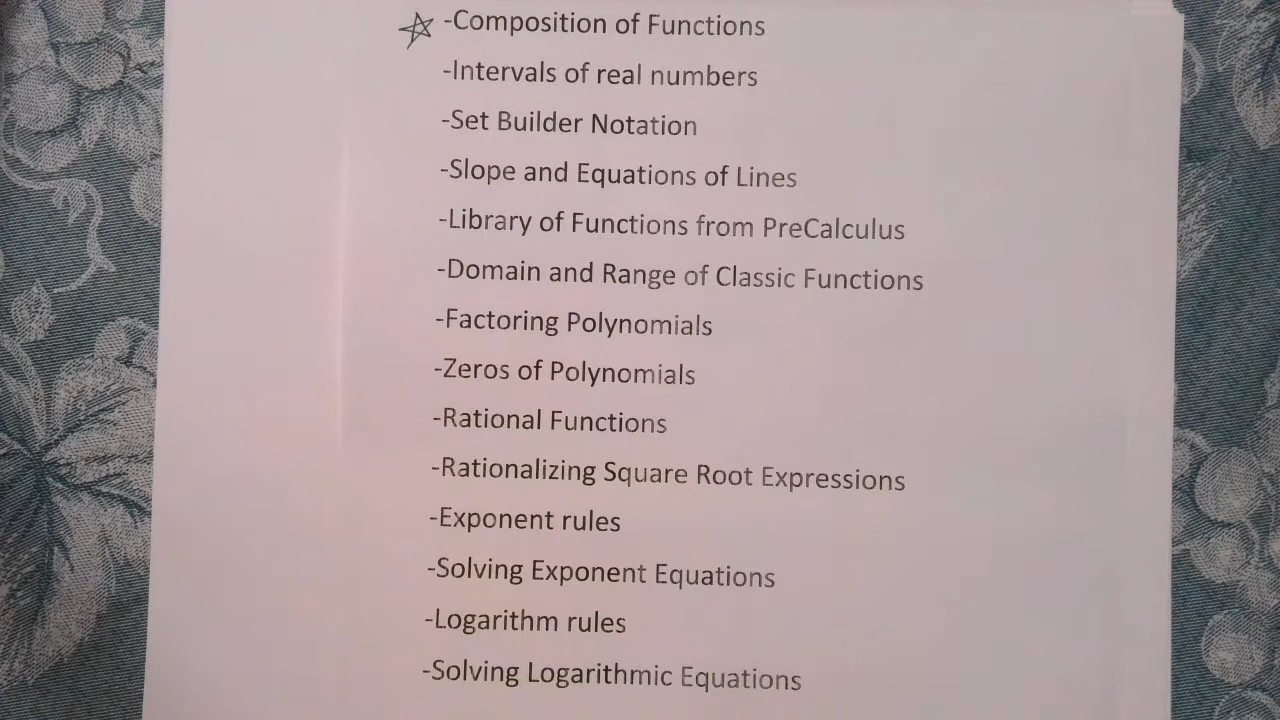 -Composition of Functions
-Intervals of real numbers
-Set Builder Notation
-Slope and Equations of Lines
-Library of Functions from PreCalculus
-Domain and Range of Classic Functions
-Factoring Polynomials
-Zeros of Polynomials
-Rational Functions
-Rationalizing Square Root Expressions
-Exponent rules
-Solving Exponent Equations
-Logarithm rules
-Solving Logarithmic Equations